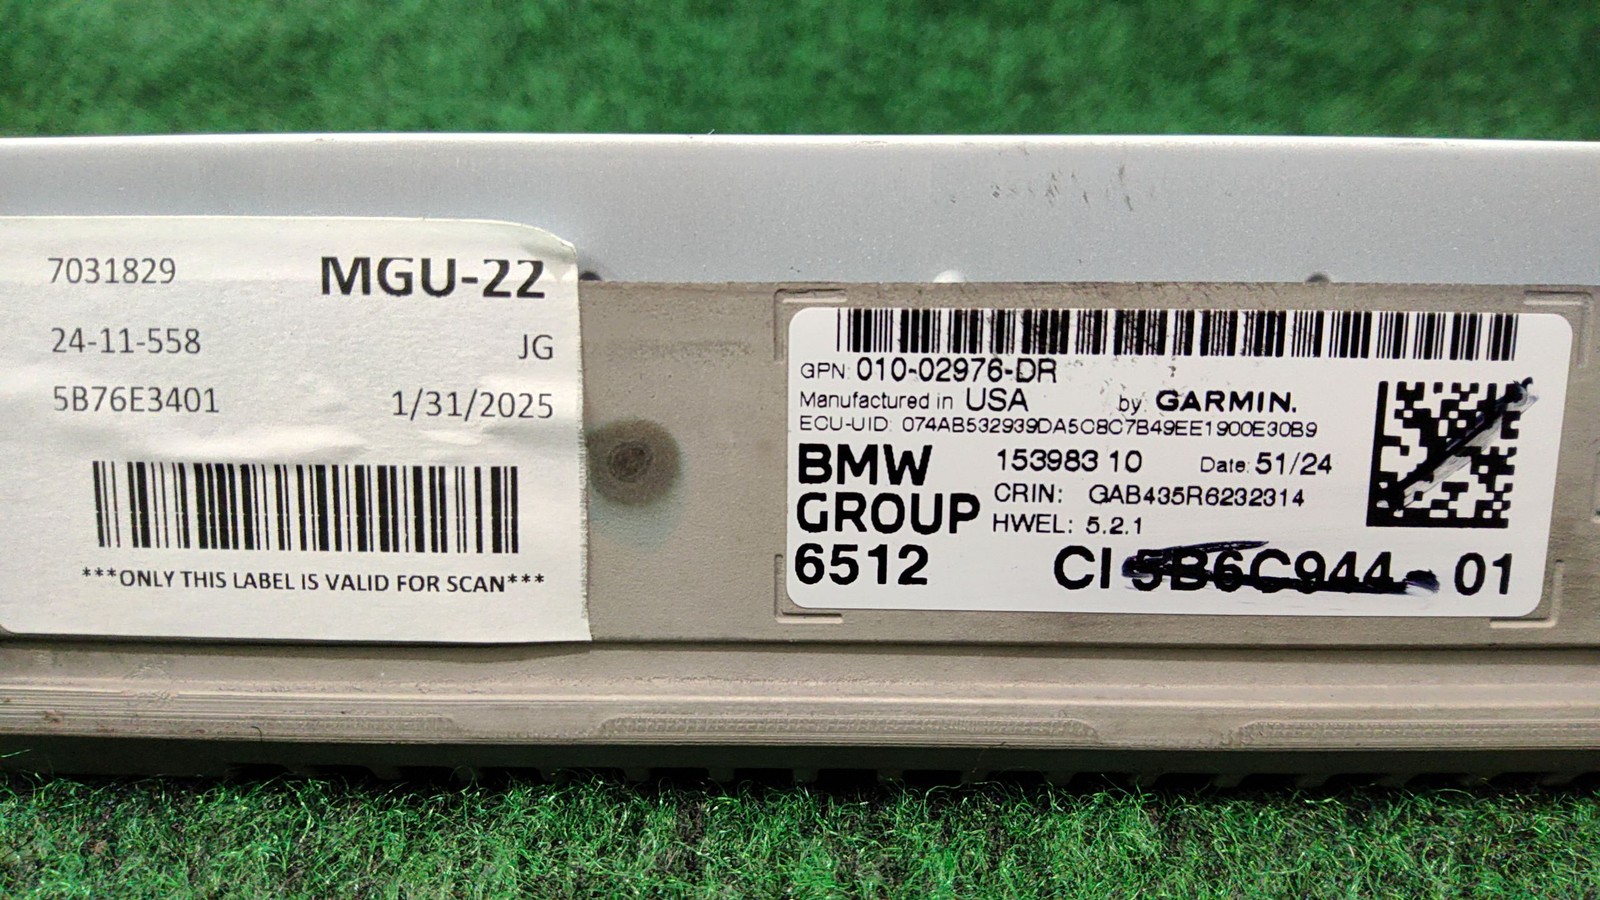 7031829 MGU-22
24-11-558 JG
5B76E3401 1/31/2025
***ONLY THIS LABEL IS VALID FOR SCAN***
GPN: 010-02976-DR
Manufactured in USA by: GARMIN.
ECU-UID: 074AB532939DA5C8C7B49EE1900E30B9
BMW GROUP
153983 10 Date: 51/24
CRIN: GAB435R6232314
HWEL: 5.2.1
6512 CI 5B6C944-01